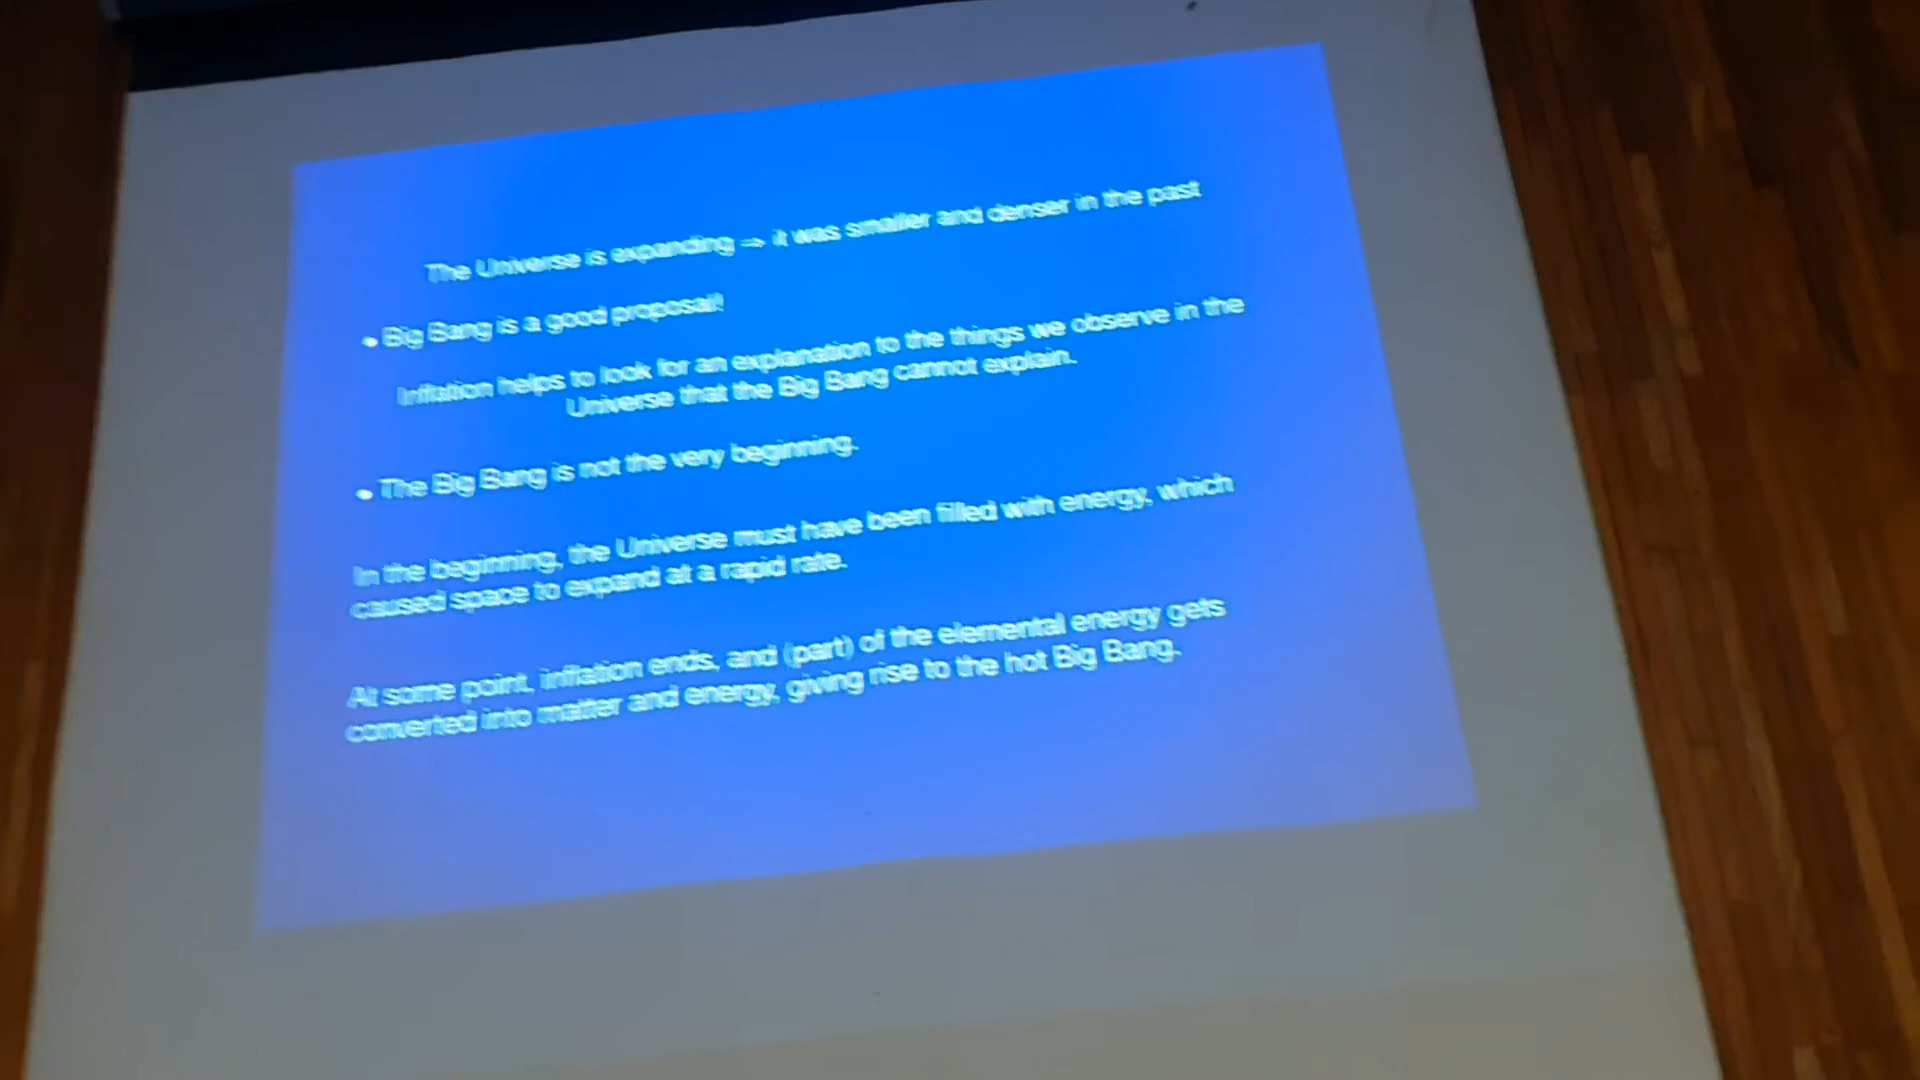 The Universe is expanding => it was smaller and denser in the past
• Big Bang is a good proposal!
Inflation helps to look for an explanation to the things we observe in the
Universe that the Big Bang cannot explain.
• The Big Bang is not the very beginning.
In the beginning, the Universe must have been filled with energy, which
caused space to expand at a rapid rate.
At some point, inflation ends, and (part) of the elemental energy gets
converted into matter and energy, giving rise to the hot Big Bang.